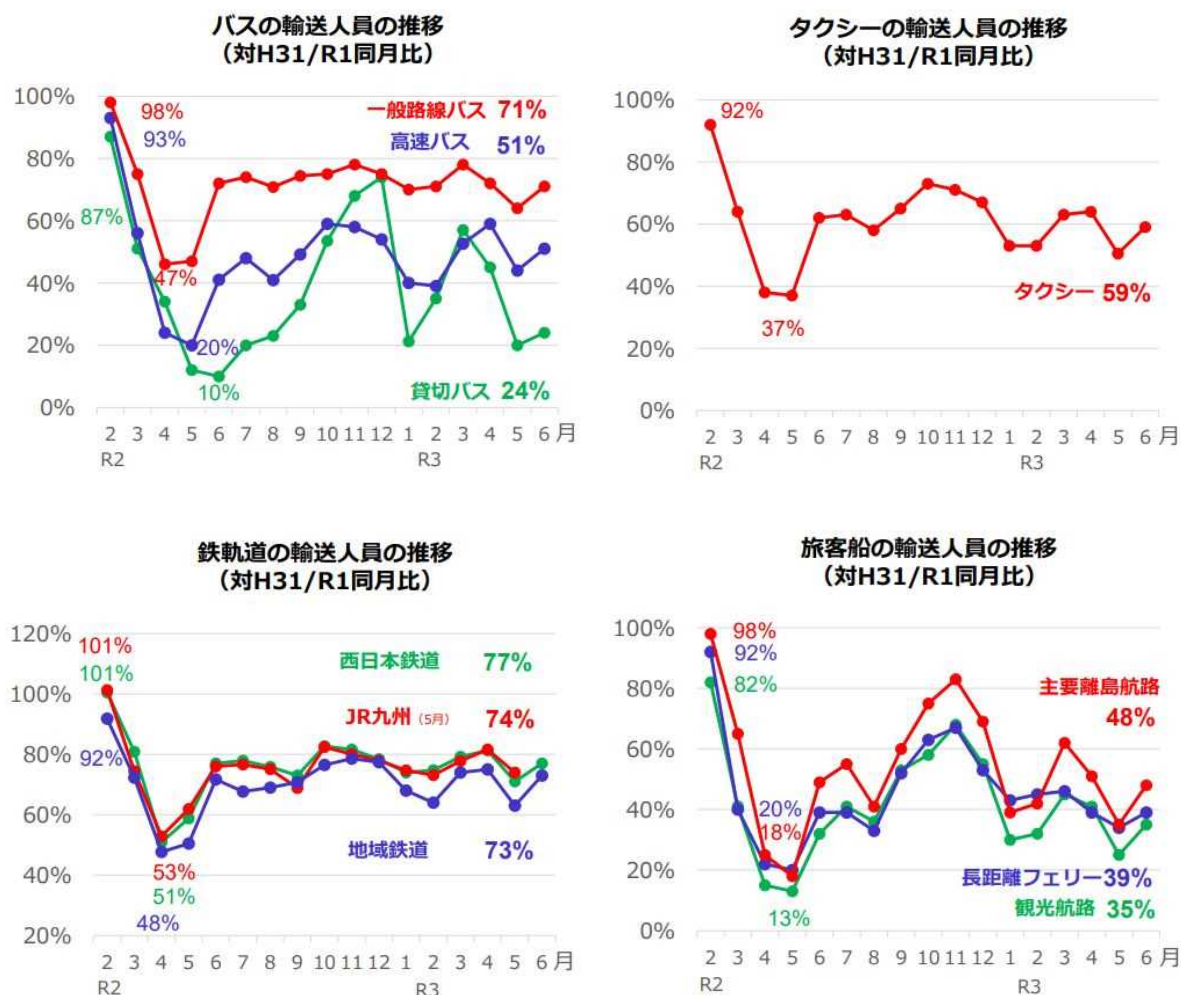 バスの輸送人員の推移
（対H31/R1同月比）
100%
80%
60%
40%
20%
0%
98%
93%
87%
47%
20%
10%
一般路線バス 71%
高速バス 51%
貸切バス 24%
2 3 4 5 6 7 8 9 10 11 12 1 2 3 4 5 6 月
R2 R3
タクシーの輸送人員の推移
（対H31/R1同月比）
100%
80%
60%
40%
20%
0%
92%
37%
タクシー 59%
2 3 4 5 6 7 8 9 10 11 12 1 2 3 4 5 6 月
R2 R3
鉄軌道の輸送人員の推移
（対H31/R1同月比）
120%
100%
80%
60%
40%
20%
101%
101%
92%
53%
51%
48%
西日本鉄道 77%
JR九州（5月） 74%
地域鉄道 73%
2 3 4 5 6 7 8 9 10 11 12 1 2 3 4 5 6 月
R2 R3
旅客船の輸送人員の推移
（対H31/R1同月比）
100%
80%
60%
40%
20%
0%
98%
92%
82%
20%
18%
13%
主要離島航路
48%
長距離フェリー39%
観光航路 35%
2 3 4 5 6 7 8 9 10 11 12 1 2 3 4 5 6 月
R2 R3